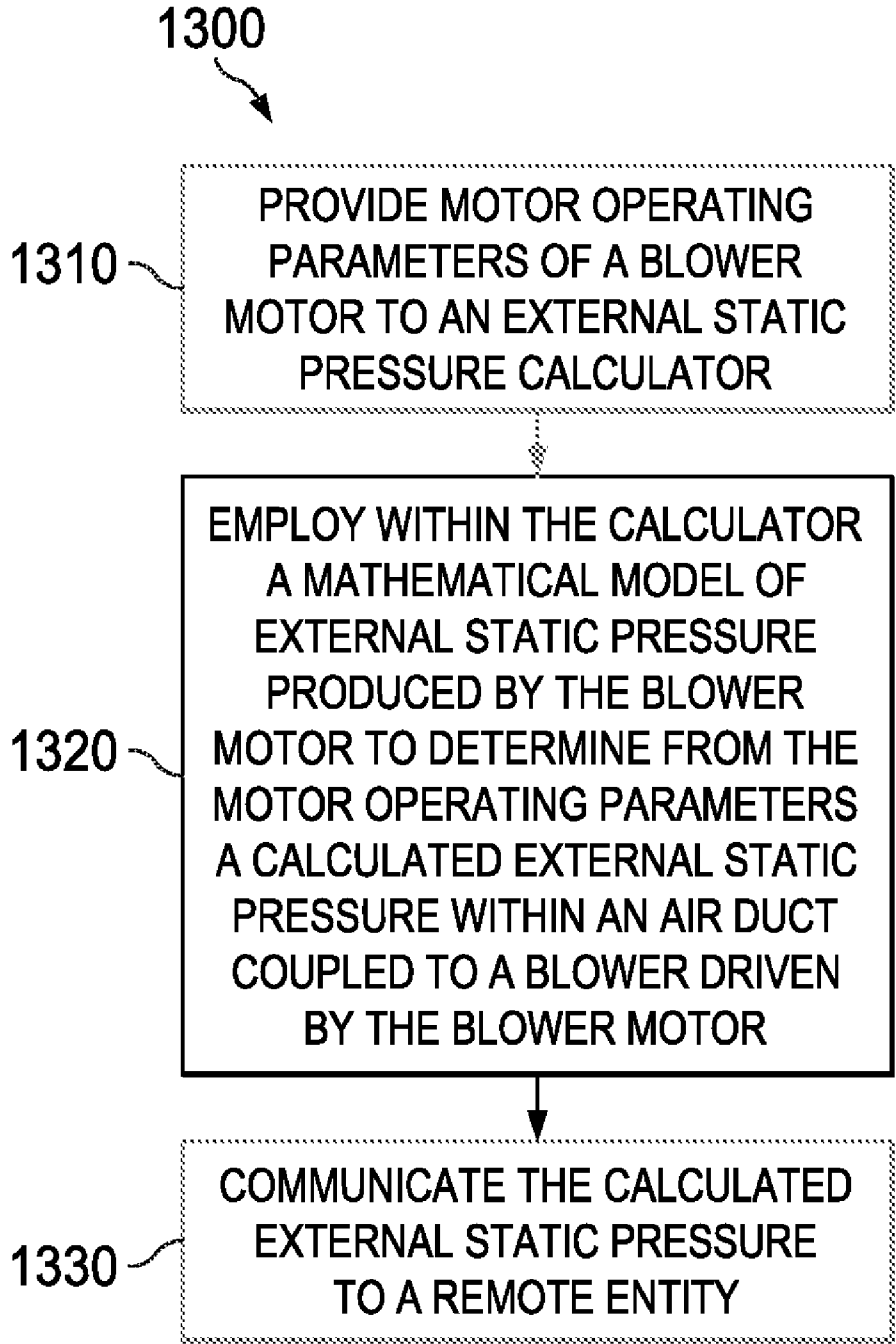 1300
1310
PROVIDE MOTOR OPERATING
PARAMETERS OF A BLOWER
MOTOR TO AN EXTERNAL STATIC
PRESSURE CALCULATOR
1320
EMPLOY WITHIN THE CALCULATOR
A MATHEMATICAL MODEL OF
EXTERNAL STATIC PRESSURE
PRODUCED BY THE BLOWER
MOTOR TO DETERMINE FROM THE
MOTOR OPERATING PARAMETERS
A CALCULATED EXTERNAL STATIC
PRESSURE WITHIN AN AIR DUCT
COUPLED TO A BLOWER DRIVEN
BY THE BLOWER MOTOR
1330
COMMUNICATE THE CALCULATED
EXTERNAL STATIC PRESSURE
TO A REMOTE ENTITY